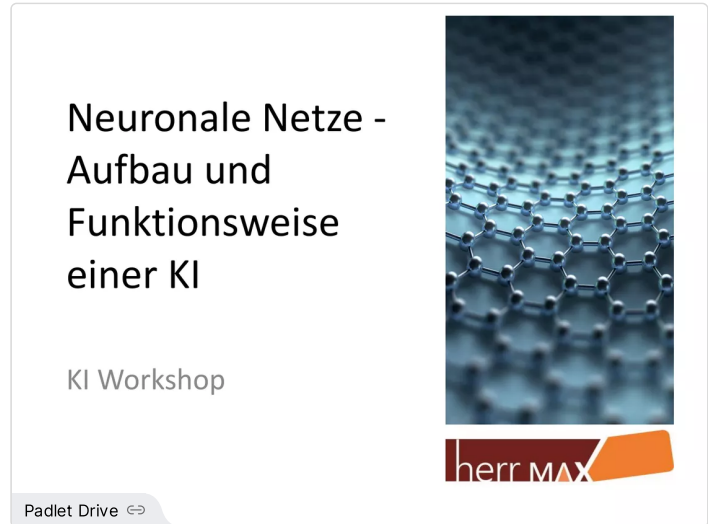 Neuronale Netze -
Aufbau und
Funktionsweise
einer KI
KI Workshop
herr MAX
Padlet Drive